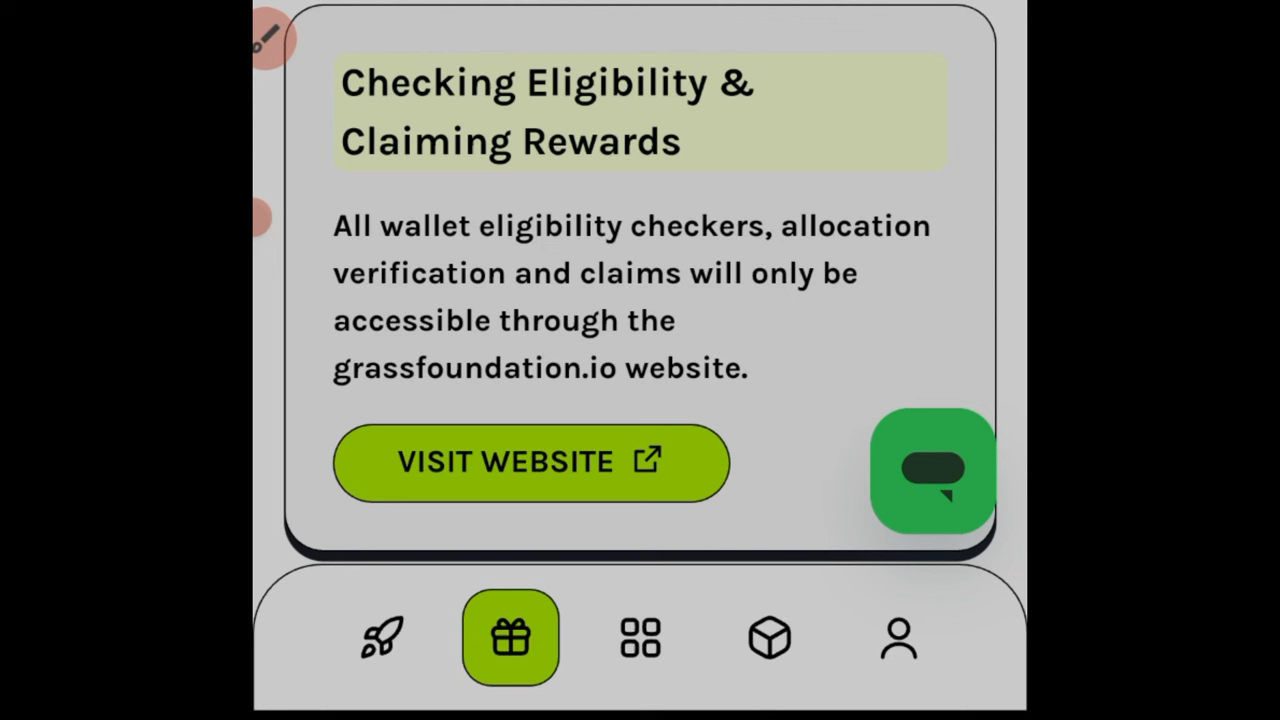 Checking Eligibility &
Claiming Rewards
All wallet eligibility checkers, allocation
verification and claims will only be
accessible through the
grassfoundation.io website.
VISIT WEBSITE